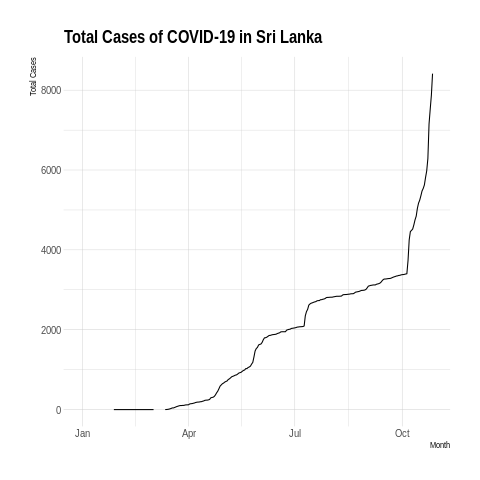 Total Cases of COVID-19 in Sri Lanka
Total Cases
8000
6000
4000
2000
0
Jan Apr Jul Oct
Month